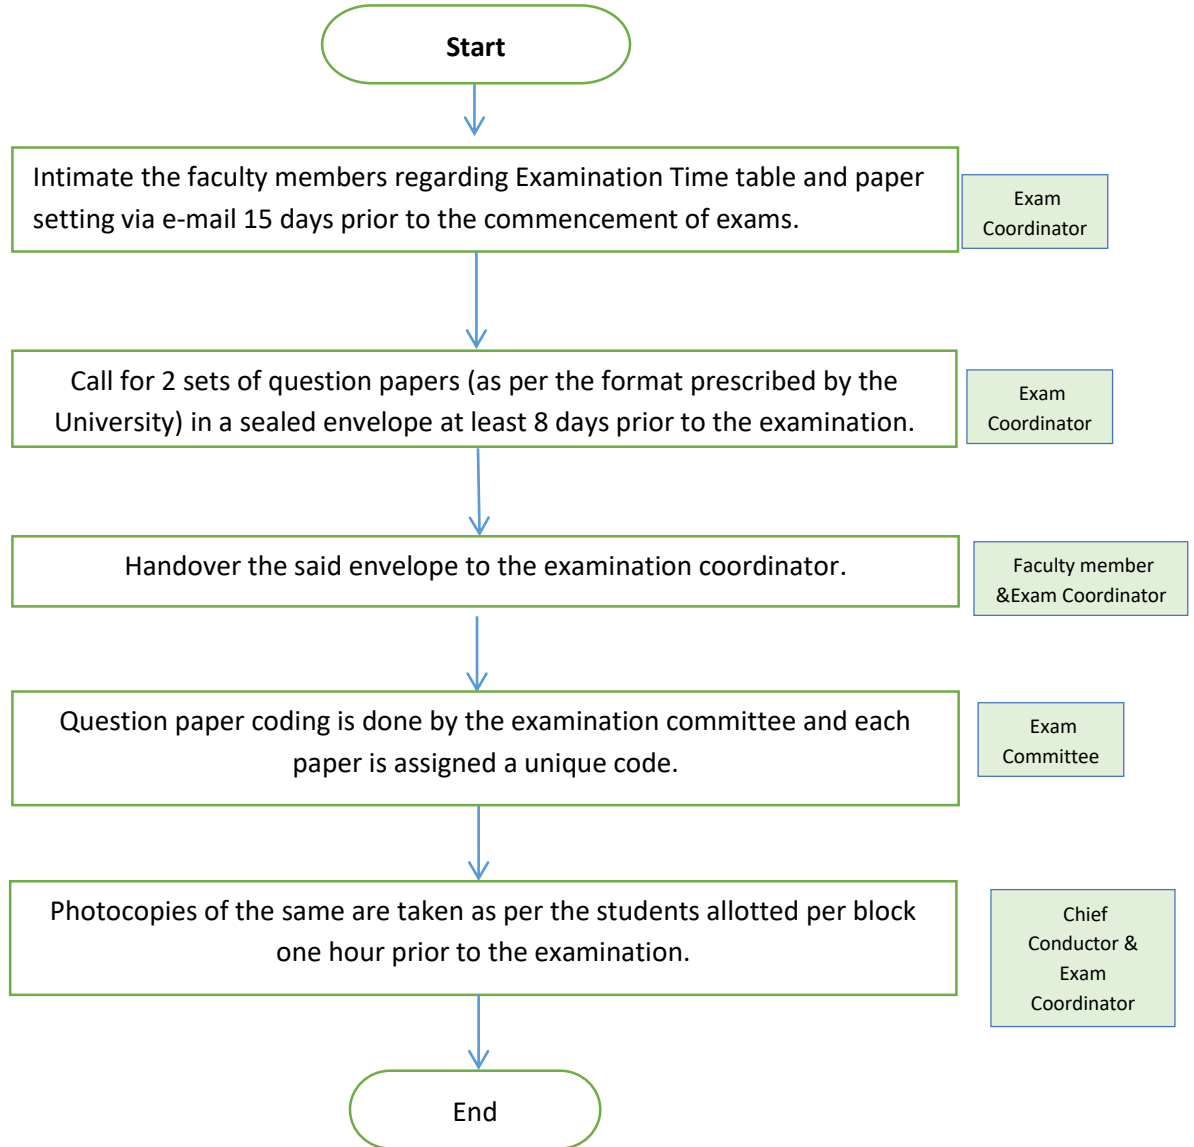 Start
Intimate the faculty members regarding Examination Time table and paper
setting via e-mail 15 days prior to the commencement of exams.
Exam
Coordinator
Call for 2 sets of question papers (as per the format prescribed by the
University) in a sealed envelope at least 8 days prior to the examination.
Exam
Coordinator
Handover the said envelope to the examination coordinator.
Faculty member
&Exam Coordinator
Question paper coding is done by the examination committee and each
paper is assigned a unique code.
Exam
Committee
Photocopies of the same are taken as per the students allotted per block
one hour prior to the examination.
Chief
Conductor &
Exam
Coordinator
End